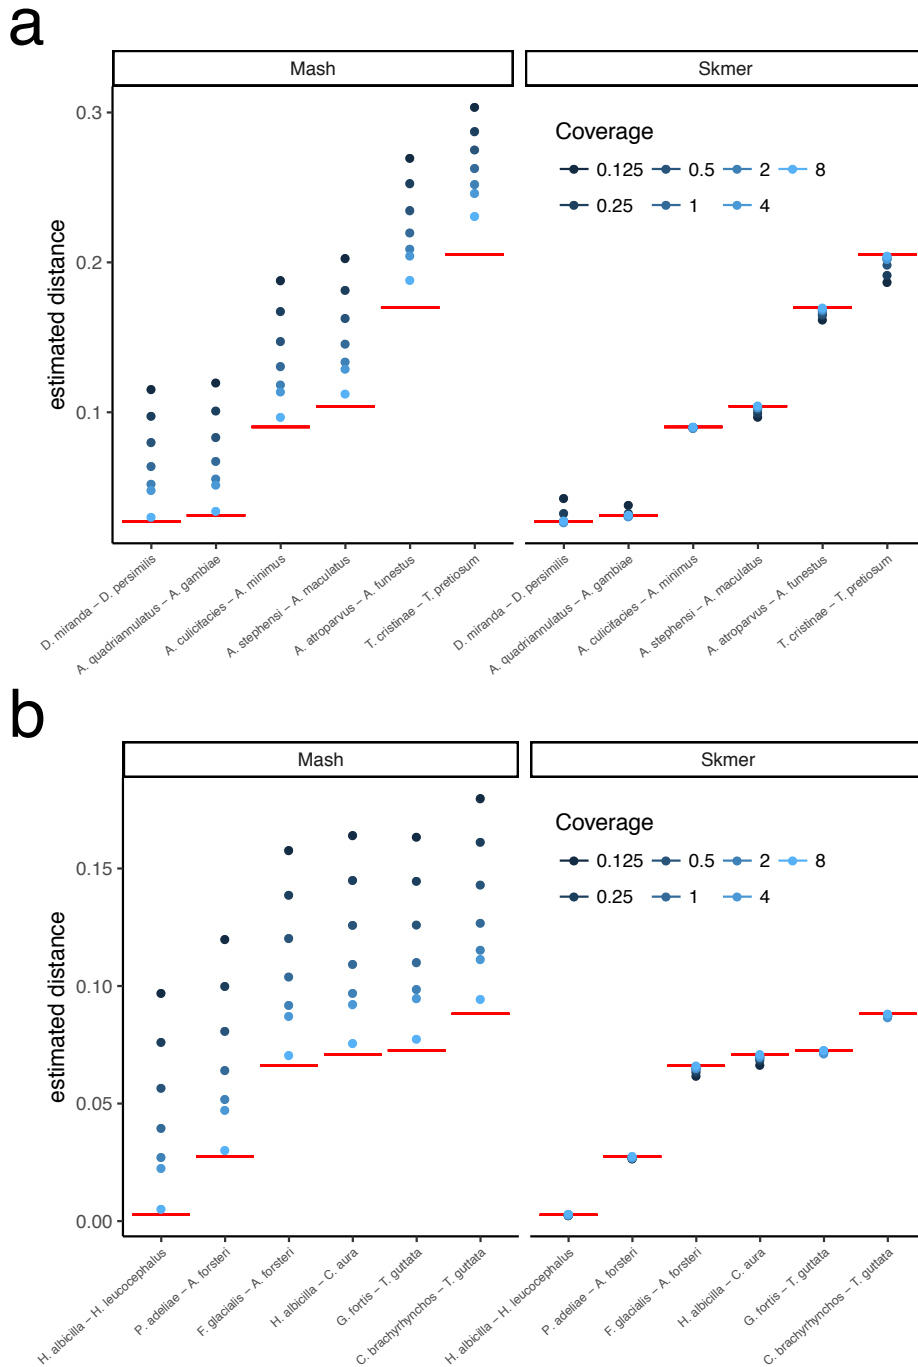 a
Mash
Skmer
Coverage
0.125
0.5
2
8
0.25
1
4
0.3
0.2
0.1
estimated distance
D. miranda – D. persimilis
A. quadriannulatus – A. gambiae
A. culicifacies – A. minimus
A. stephensi – A. maculatus
A. atroparvus – A. funestus
T. cristinae – T. pretiosum
D. miranda – D. persimilis
A. quadriannulatus – A. gambiae
A. culicifacies – A. minimus
A. stephensi – A. maculatus
A. atroparvus – A. funestus
T. cristinae – T. pretiosum
b
Mash
Skmer
Coverage
0.125
0.5
2
8
0.25
1
4
0.15
0.10
0.05
0.00
estimated distance
H. albicilla – H. leucocephalus
P. adeliae – A. forsteri
F. glacialis – A. forsteri
H. albicilla – C. aura
G. fortis – T. guttata
C. brachyrhynchos – T. guttata
H. albicilla – H. leucocephalus
P. adeliae – A. forsteri
F. glacialis – A. forsteri
H. albicilla – C. aura
G. fortis – T. guttata
C. brachyrhynchos – T. guttata